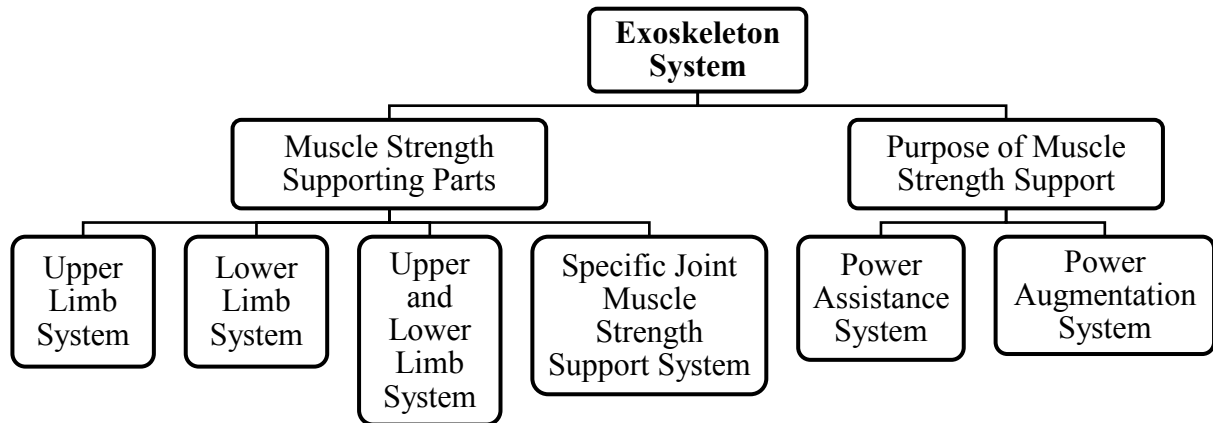 Exoskeleton
System
Muscle Strength
Supporting Parts
Purpose of Muscle
Strength Support
Upper
Limb
System
Lower
Limb
System
Upper
and
Lower
Limb
System
Specific Joint
Muscle
Strength
Support System
Power
Assistance
System
Power
Augmentation
System